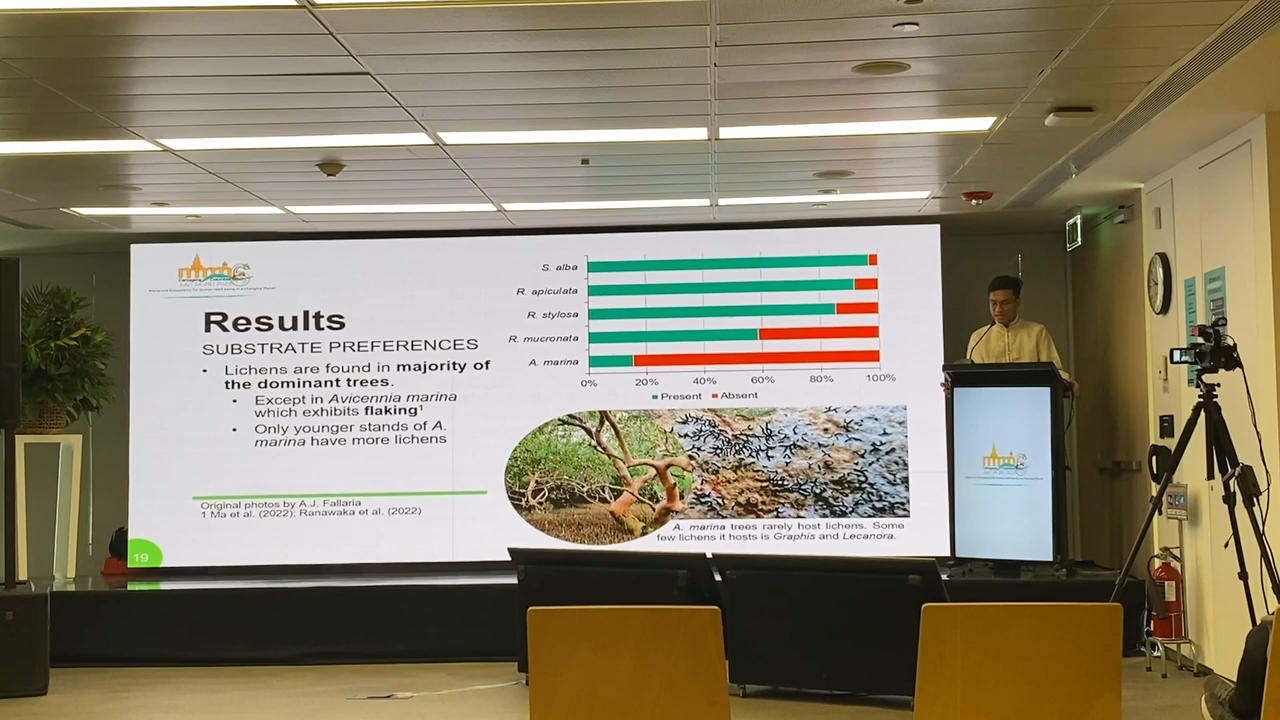 Results
SUBSTRATE PREFERENCES
• Lichens are found in majority of
the dominant trees.
• Except in Avicennia marina
which exhibits flaking¹
• Only younger stands of A.
marina have more lichens
Original photos by A.J. Fallaria
1 Ma et al. (2022); Ranawaka et al. (2022)
19
S. alba
R. apiculata
R. stylosa
R. mucronata
A. marina
0% 20% 40% 60% 80% 100%
Present Absent
A. marina trees rarely host lichens. Some
few lichens it hosts is Graphis and Lecanora.